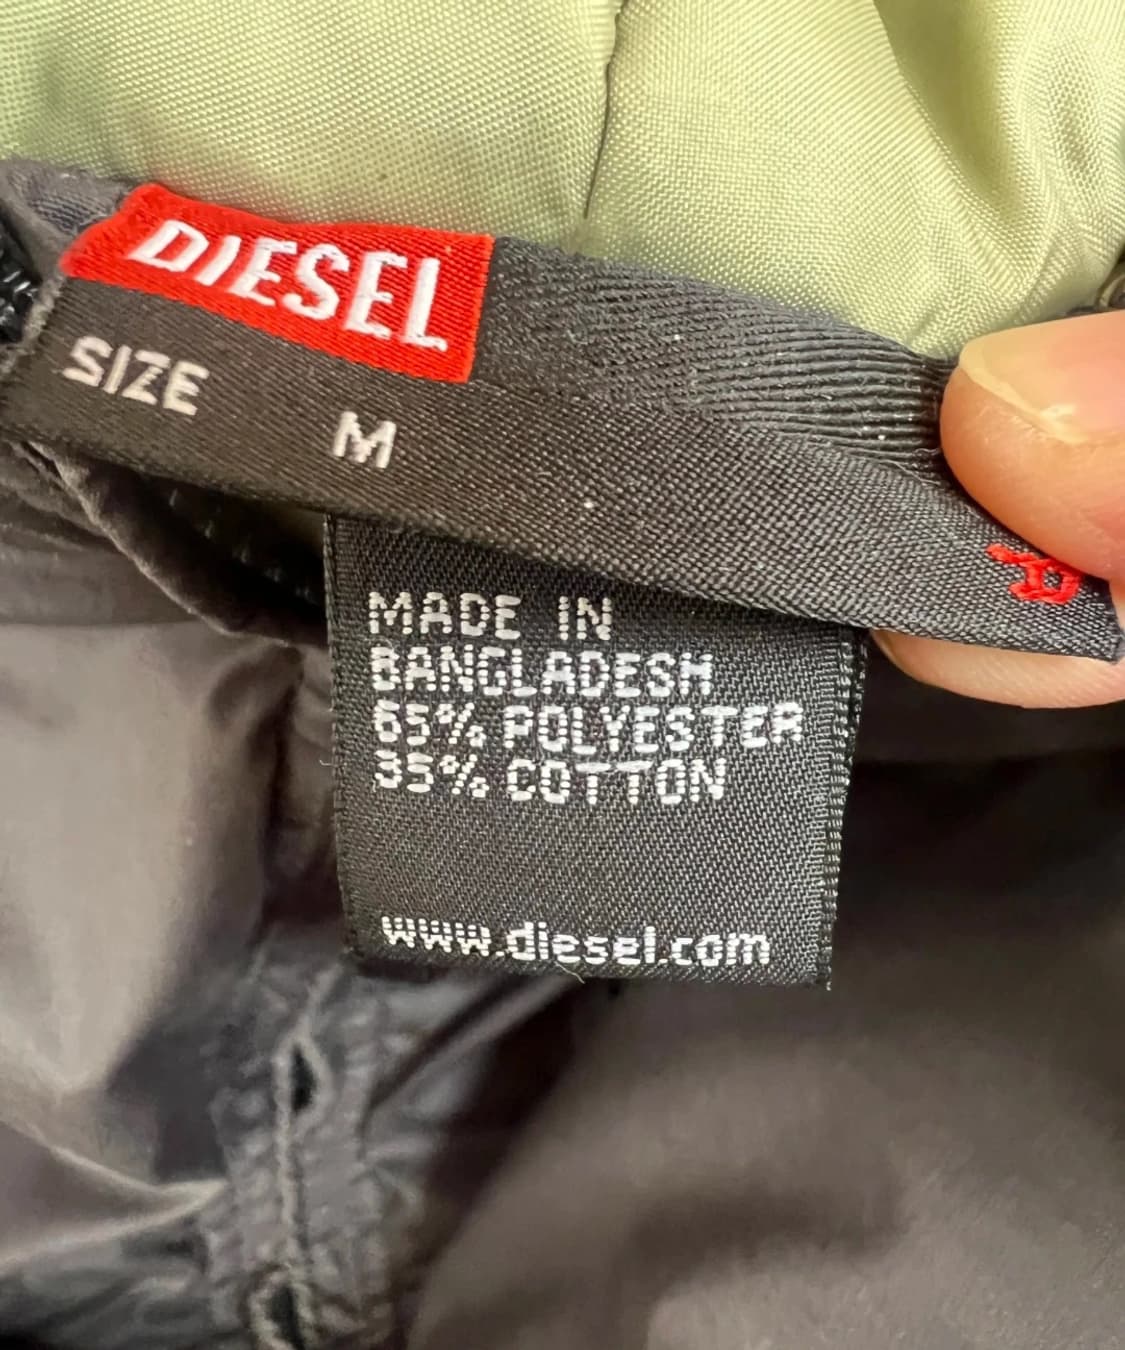 DIESEL
SIZE M
MADE IN
BANGLADESH
65% POLYESTER
35% COTTON
www.diesel.com